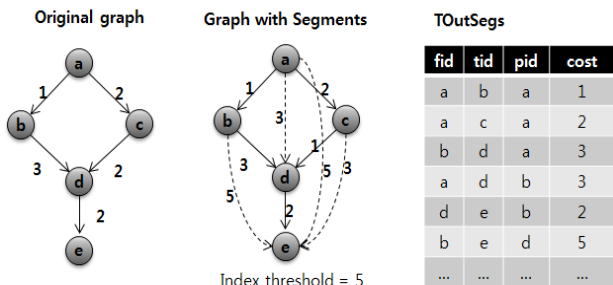 Original graph
a
1
2
b
c
3
2
d
2
e
Graph with Segments
a
1
2
b
3
c
3
1
5
d
5
3
2
e
Index threshold = 5
TOutSegs
fid tid pid cost
a b a 1
a c a 2
b d a 3
a d b 3
d e b 2
b e d 5
... ... ... ...